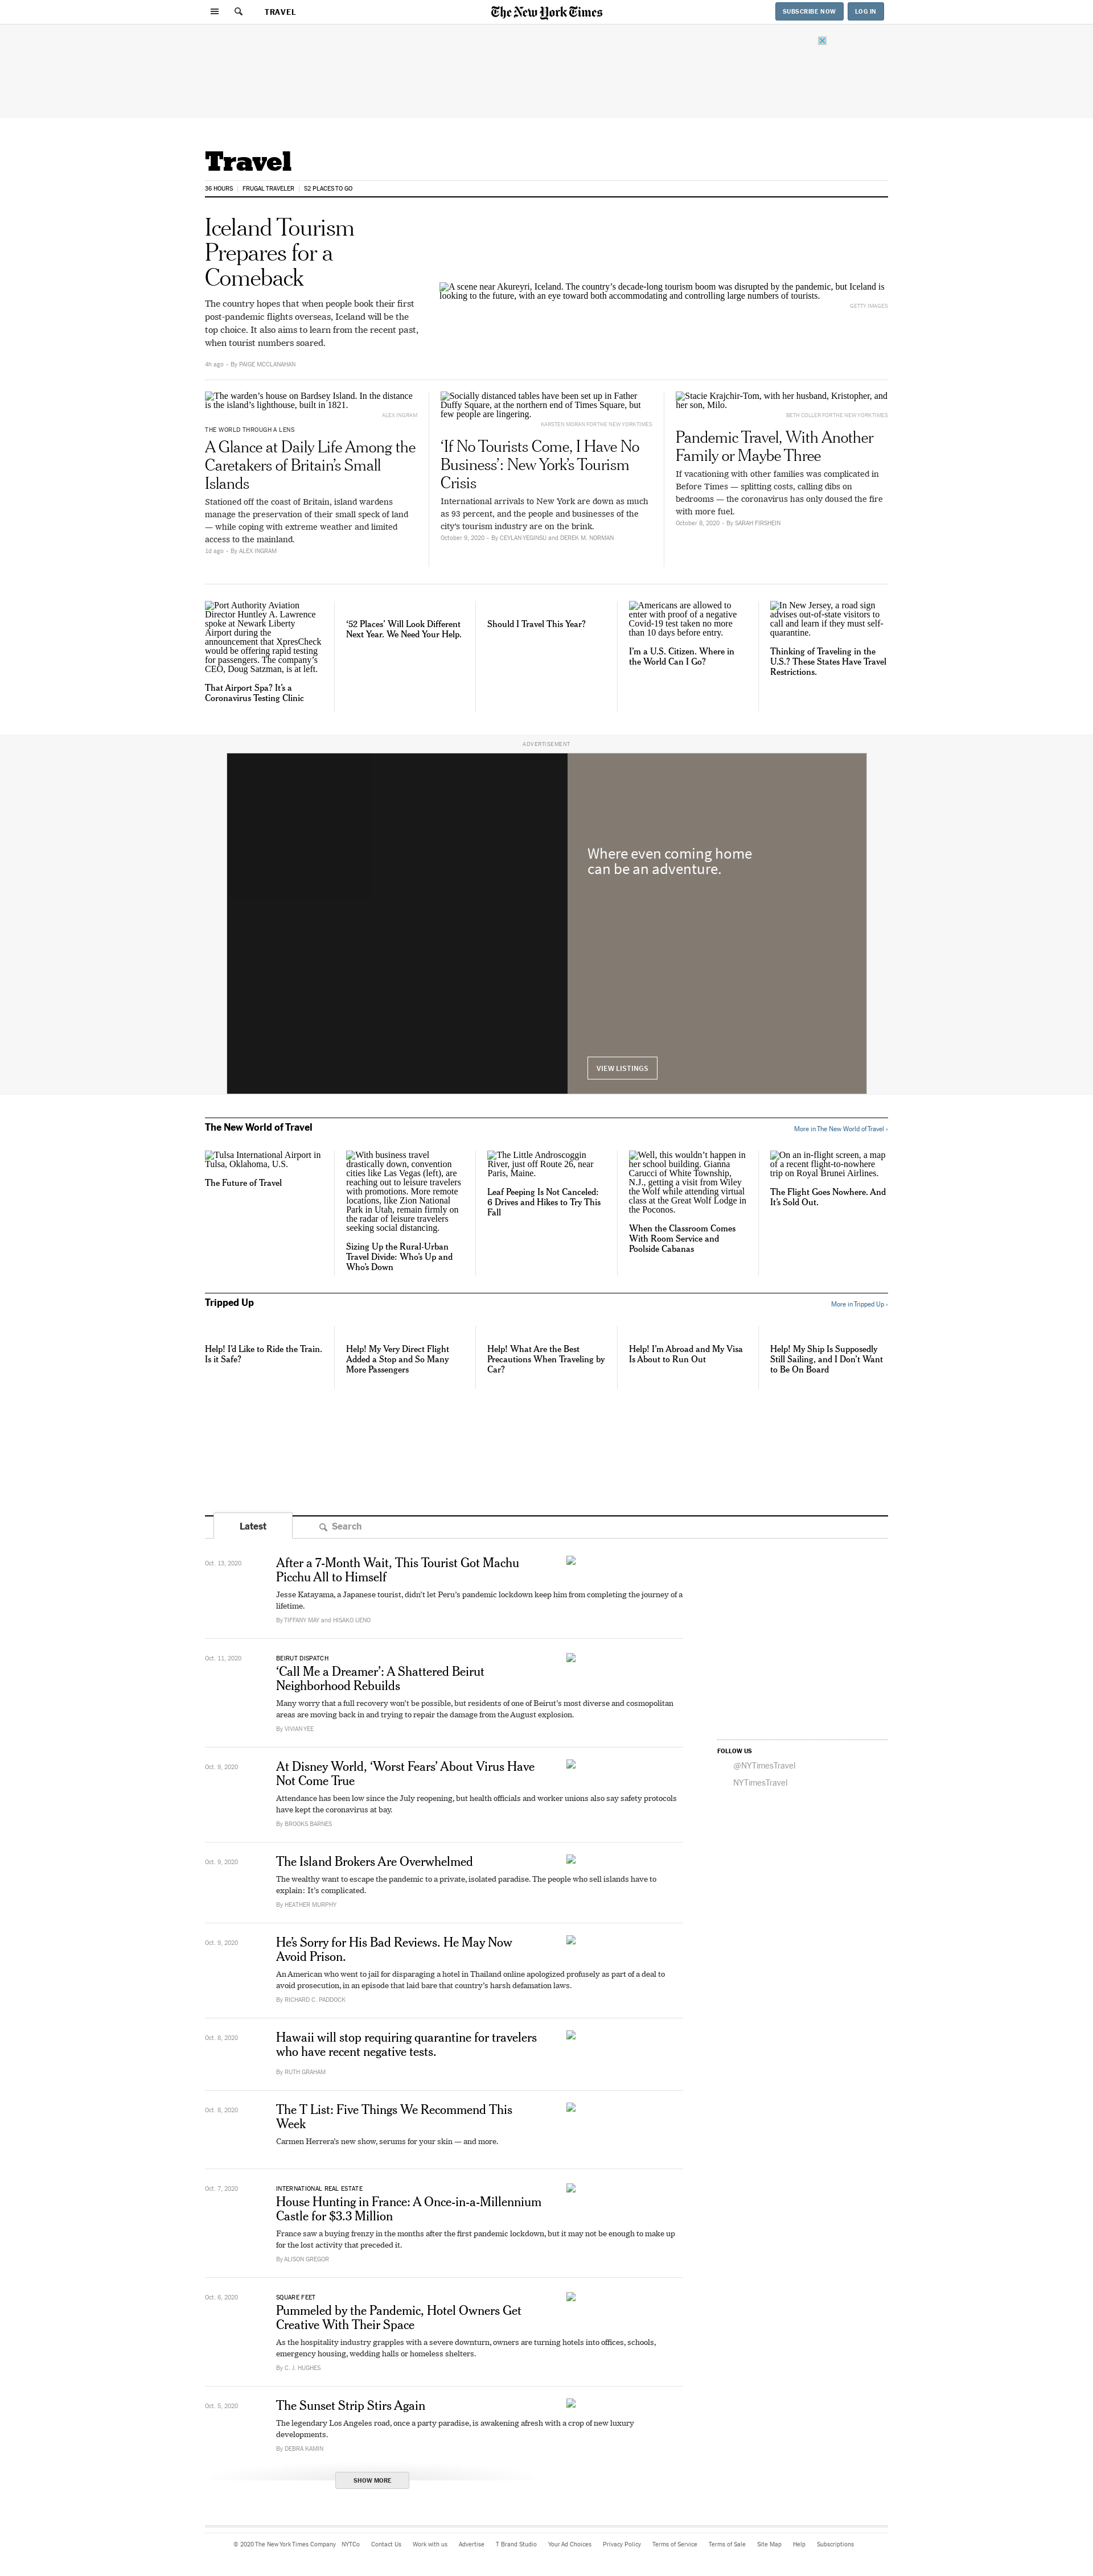 TRAVEL
The New York Times
SUBSCRIBE NOW
LOG IN
Travel
36 HOURS
FRUGAL TRAVELER
52 PLACES TO GO
Iceland Tourism
Prepares for a
Comeback
The country hopes that when people book their first
post-pandemic flights overseas, Iceland will be the
top choice. It also aims to learn from the recent past,
when tourist numbers soared.
4h ago - By PAIGE MCCLANAHAN
A scene near Akureyri, Iceland. The country's decade-long tourism boom was disrupted by the pandemic, but Iceland is
looking to the future, with an eye toward both accommodating and controlling large numbers of tourists.
GETTY IMAGES
The warden's house on Bardsey Island. In the distance
is the island's lighthouse, built in 1821.
ALEX INGRAM
THE WORLD THROUGH A LENS
A Glance at Daily Life Among the
Caretakers of Britain's Small
Islands
Stationed off the coast of Britain, island wardens
manage the preservation of their small speck of land
— while coping with extreme weather and limited
access to the mainland.
1d ago - By ALEX INGRAM
Socially distanced tables have been set up in Father
Duffy Square, at the northern end of Times Square, but
few people are lingering.
KARSTEN MORAN FOR THE NEW YORK TIMES
'If No Tourists Come, I Have No
Business': New York's Tourism
Crisis
International arrivals to New York are down as much
as 93 percent, and the people and businesses of the
city's tourism industry are on the brink.
October 9, 2020 - By CEYLAN YEGINSU and DEREK M. NORMAN
Stacie Krajchir-Tom, with her husband, Kristopher, and
her son, Milo.
BETH COLLER FOR THE NEW YORK TIMES
Pandemic Travel, With Another
Family or Maybe Three
If vacationing with other families was complicated in
Before Times — splitting costs, calling dibs on
bedrooms — the coronavirus has only doused the fire
with more fuel.
October 8, 2020 - By SARAH FIRSHEIN
Port Authority Aviation
Director Huntley A. Lawrence
spoke at Newark Liberty
Airport during the
announcement that XpresCheck
would be offering rapid testing
for passengers. The company's
CEO, Doug Satzman, is at left.
That Airport Spa? It's a
Coronavirus Testing Clinic
'52 Places' Will Look Different
Next Year. We Need Your Help.
Should I Travel This Year?
Americans are allowed to
enter with proof of a negative
Covid-19 test taken no more
than 10 days before entry.
I'm a U.S. Citizen. Where in
the World Can I Go?
In New Jersey, a road sign
advises out-of-state visitors to
call and learn if they must self-
quarantine.
Thinking of Traveling in the
U.S.? These States Have Travel
Restrictions.
ADVERTISEMENT
Where even coming home
can be an adventure.
VIEW LISTINGS
The New World of Travel
More in The New World of Travel ›
Tulsa International Airport in
Tulsa, Oklahoma, U.S.
The Future of Travel
With business travel
drastically down, convention
cities like Las Vegas (left), are
reaching out to leisure travelers
with promotions. More remote
locations, like Zion National
Park in Utah, remain firmly on
the radar of leisure travelers
seeking social distancing.
Sizing Up the Rural-Urban
Travel Divide: Who's Up and
Who's Down
The Little Androscoggin
River, just off Route 26, near
Paris, Maine.
Leaf Peeping Is Not Canceled:
6 Drives and Hikes to Try This
Fall
Well, this wouldn't happen in
her school building. Gianna
Carucci of White Township,
N.J., getting a visit from Wiley
the Wolf while attending virtual
class at the Great Wolf Lodge in
the Poconos.
When the Classroom Comes
With Room Service and
Poolside Cabanas
On an in-flight screen, a map
of a recent flight-to-nowhere
trip on Royal Brunei Airlines.
The Flight Goes Nowhere. And
It's Sold Out.
Tripped Up
More in Tripped Up ›
Help! I'd Like to Ride the Train.
Is it Safe?
Help! My Very Direct Flight
Added a Stop and So Many
More Passengers
Help! What Are the Best
Precautions When Traveling by
Car?
Help! I'm Abroad and My Visa
Is About to Run Out
Help! My Ship Is Supposedly
Still Sailing, and I Don't Want
to Be On Board
Latest
Search
Oct. 13, 2020
After a 7-Month Wait, This Tourist Got Machu
Picchu All to Himself
Jesse Katayama, a Japanese tourist, didn't let Peru's pandemic lockdown keep him from completing the journey of a
lifetime.
By TIFFANY MAY and HISAKO UENO
Oct. 11, 2020
BEIRUT DISPATCH
'Call Me a Dreamer': A Shattered Beirut
Neighborhood Rebuilds
Many worry that a full recovery won't be possible, but residents of one of Beirut's most diverse and cosmopolitan
areas are moving back in and trying to repair the damage from the August explosion.
By VIVIAN YEE
Oct. 9, 2020
At Disney World, 'Worst Fears' About Virus Have
Not Come True
Attendance has been low since the July reopening, but health officials and worker unions also say safety protocols
have kept the coronavirus at bay.
By BROOKS BARNES
Oct. 9, 2020
The Island Brokers Are Overwhelmed
The wealthy want to escape the pandemic to a private, isolated paradise. The people who sell islands have to
explain: It's complicated.
By HEATHER MURPHY
Oct. 9, 2020
He's Sorry for His Bad Reviews. He May Now
Avoid Prison.
An American who went to jail for disparaging a hotel in Thailand online apologized profusely as part of a deal to
avoid prosecution, in an episode that laid bare that country's harsh defamation laws.
By RICHARD C. PADDOCK
Oct. 8, 2020
Hawaii will stop requiring quarantine for travelers
who have recent negative tests.
By RUTH GRAHAM
Oct. 8, 2020
The T List: Five Things We Recommend This
Week
Carmen Herrera's new show, serums for your skin — and more.
Oct. 7, 2020
INTERNATIONAL REAL ESTATE
House Hunting in France: A Once-in-a-Millennium
Castle for $3.3 Million
France saw a buying frenzy in the months after the first pandemic lockdown, but it may not be enough to make up
for the lost activity that preceded it.
By ALISON GREGOR
Oct. 6, 2020
SQUARE FEET
Pummeled by the Pandemic, Hotel Owners Get
Creative With Their Space
As the hospitality industry grapples with a severe downturn, owners are turning hotels into offices, schools,
emergency housing, wedding halls or homeless shelters.
By C. J. HUGHES
Oct. 5, 2020
The Sunset Strip Stirs Again
The legendary Los Angeles road, once a party paradise, is awakening afresh with a crop of new luxury
developments.
By DEBRA KAMIN
SHOW MORE
FOLLOW US
@NYTimesTravel
NYTimesTravel
© 2020 The New York Times Company
NYTCo
Contact Us
Work with us
Advertise
T Brand Studio
Your Ad Choices
Privacy Policy
Terms of Service
Terms of Sale
Site Map
Help
Subscriptions